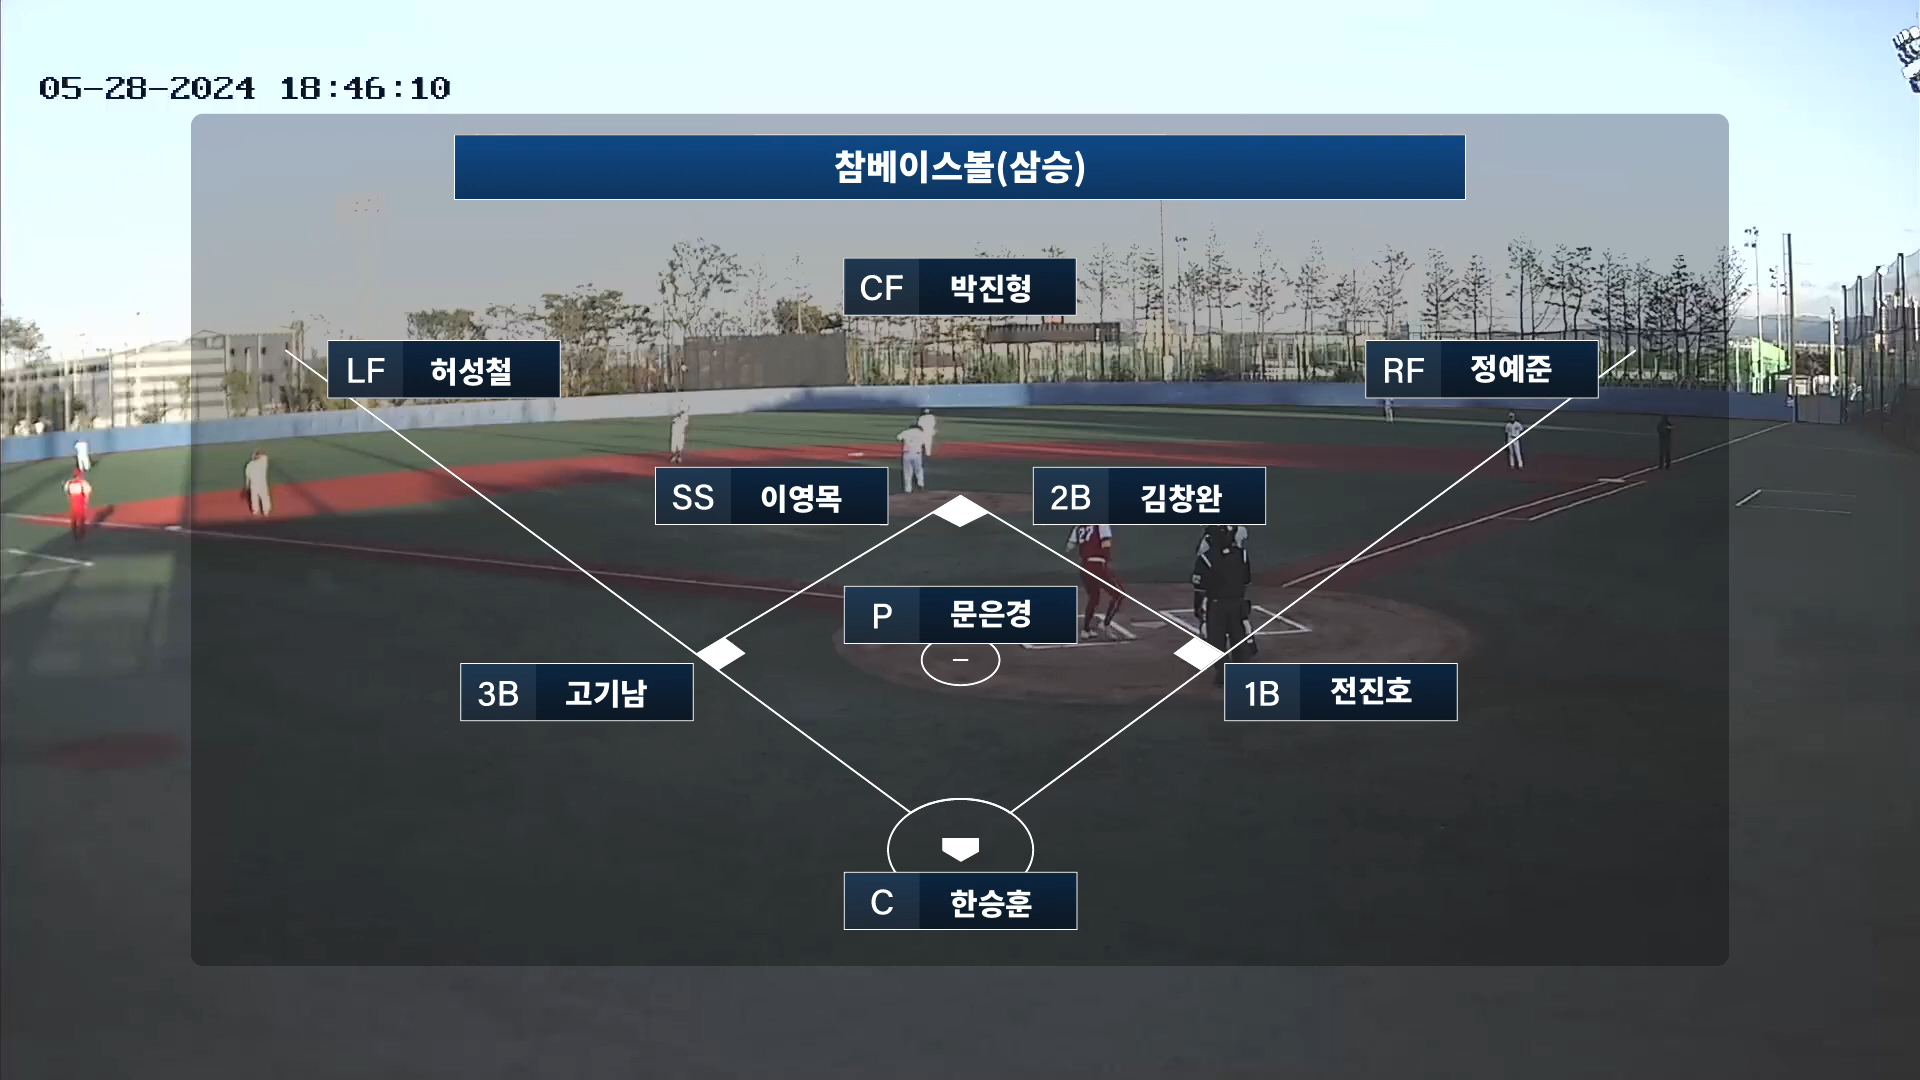 05-28-2024 18:46:10
참베이스볼(삼승)
CF 박진형
LF 허성철
RF 정예준
SS 이영목
2B 김창완
P 문은경
3B 고기남
1B 전진호
C 한승훈
27